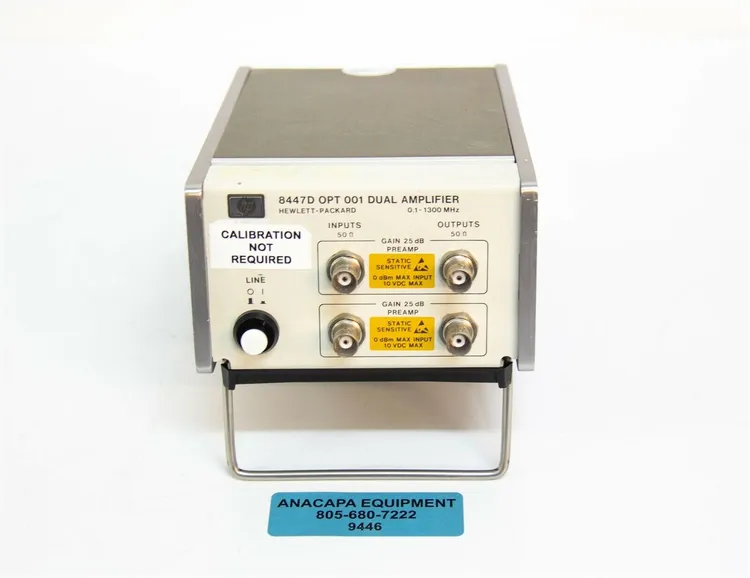 8447D OPT 001 DUAL AMPLIFIER
hp
HEWLETT-PACKARD 0.1-1300 MHz
CALIBRATION
NOT
REQUIRED
INPUTS
50 Ω
OUTPUTS
50 Ω
GAIN 25 dB
PREAMP
STATIC
SENSITIVE
0 dBm MAX INPUT
10 VDC MAX
LINE
O I
GAIN 25 dB
PREAMP
STATIC
SENSITIVE
0 dBm MAX INPUT
10 VDC MAX
ANACAPA EQUIPMENT
805-680-7222
9446